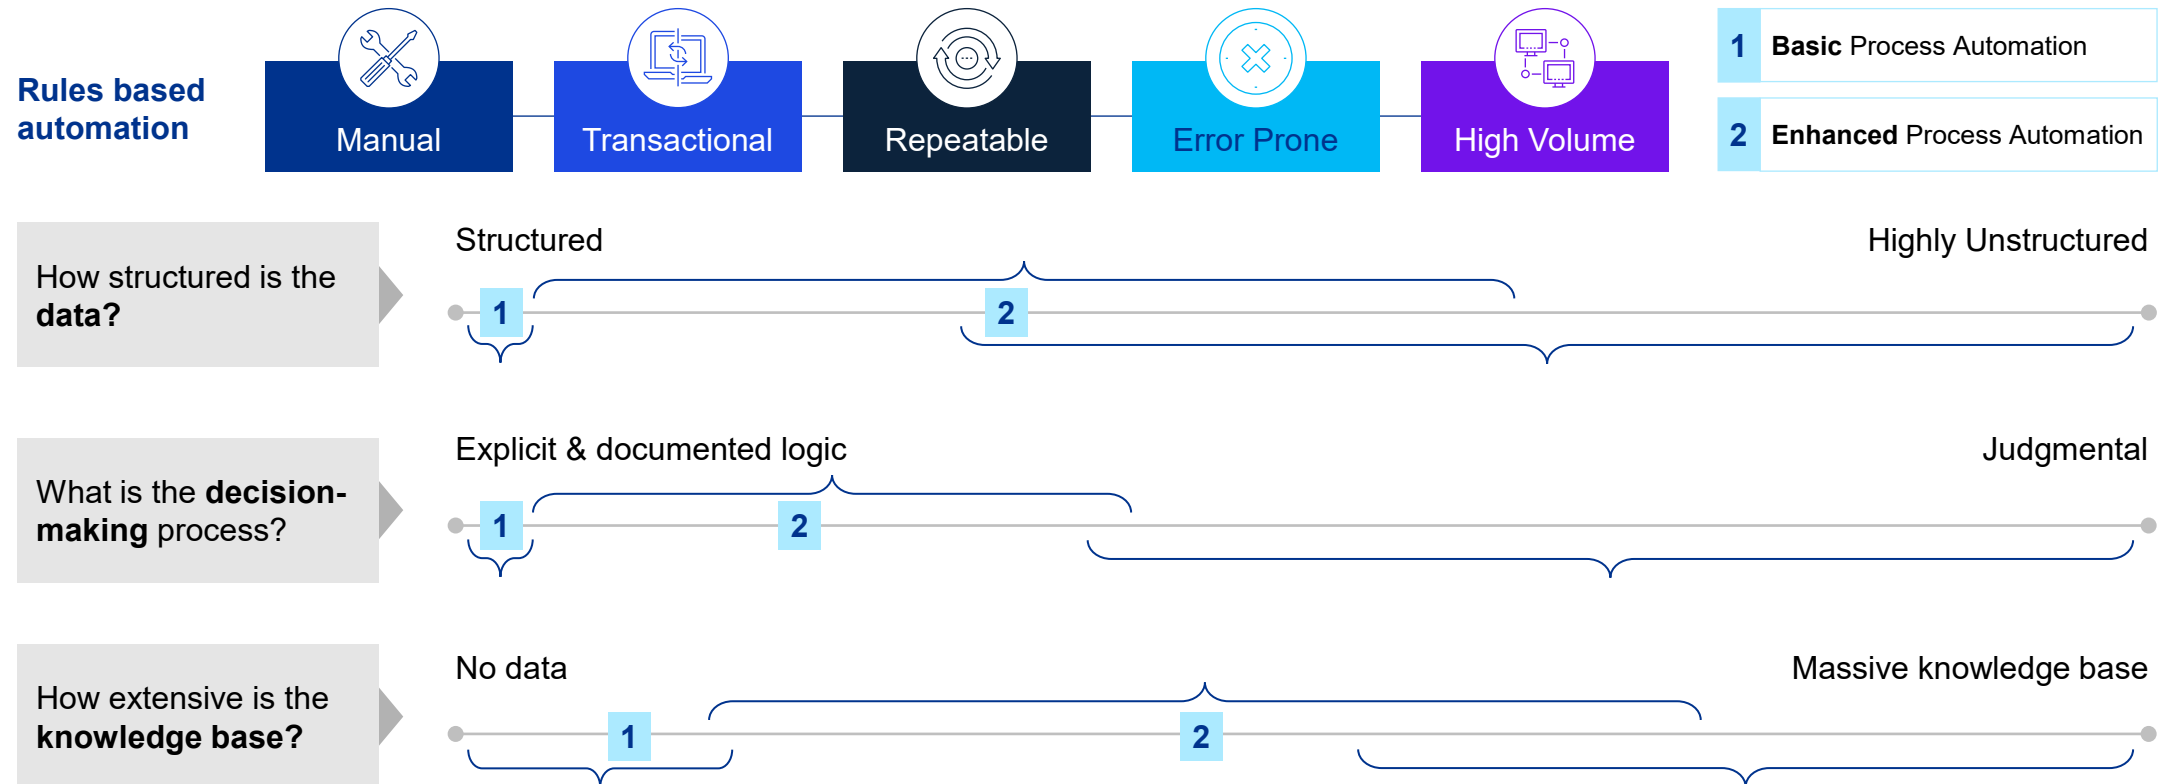 Rules based
automation
Manual
Transactional
Repeatable
Error Prone
High Volume
1 Basic Process Automation
2 Enhanced Process Automation
How structured is the
data?
Structured
Highly Unstructured
1
2
What is the decision-
making process?
Explicit & documented logic
Judgmental
1
2
How extensive is the
knowledge base?
No data
Massive knowledge base
1
2